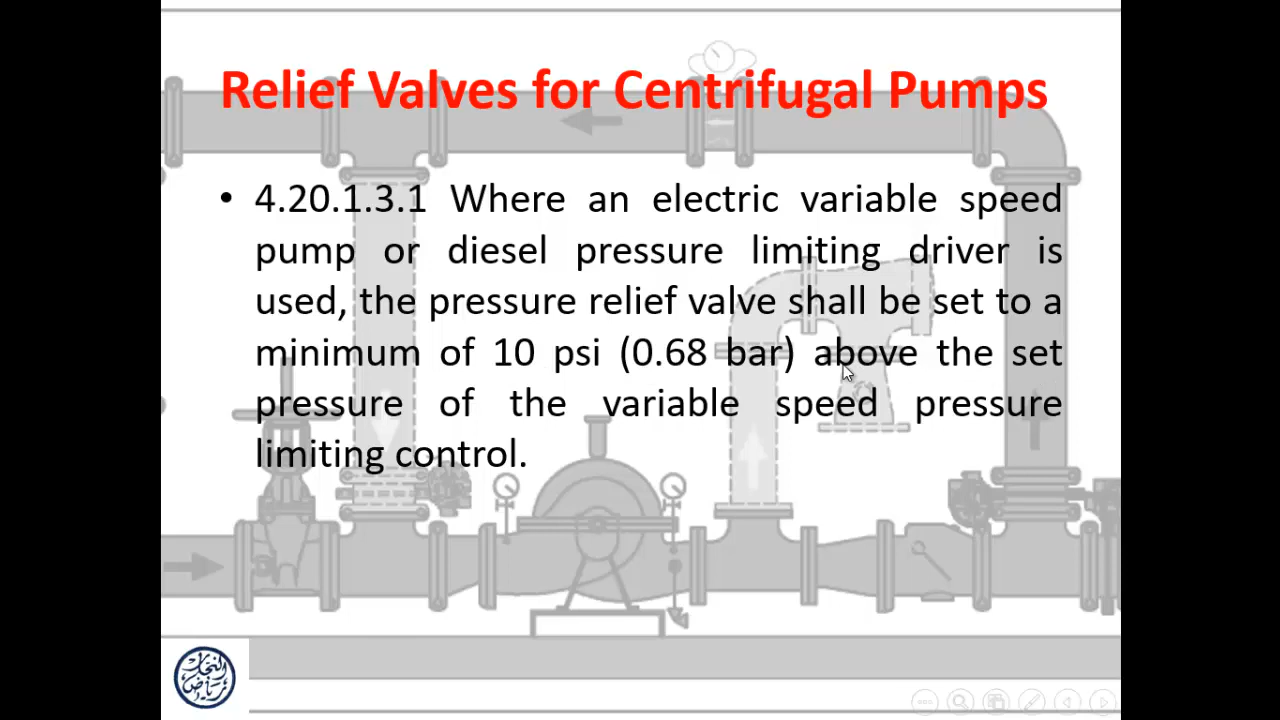 Relief Valves for Centrifugal Pumps
• 4.20.1.3.1 Where an electric variable speed
pump or diesel pressure limiting driver is
used, the pressure relief valve shall be set to a
minimum of 10 psi (0.68 bar) above the set
pressure of the variable speed pressure
limiting control.
النجار
رياض